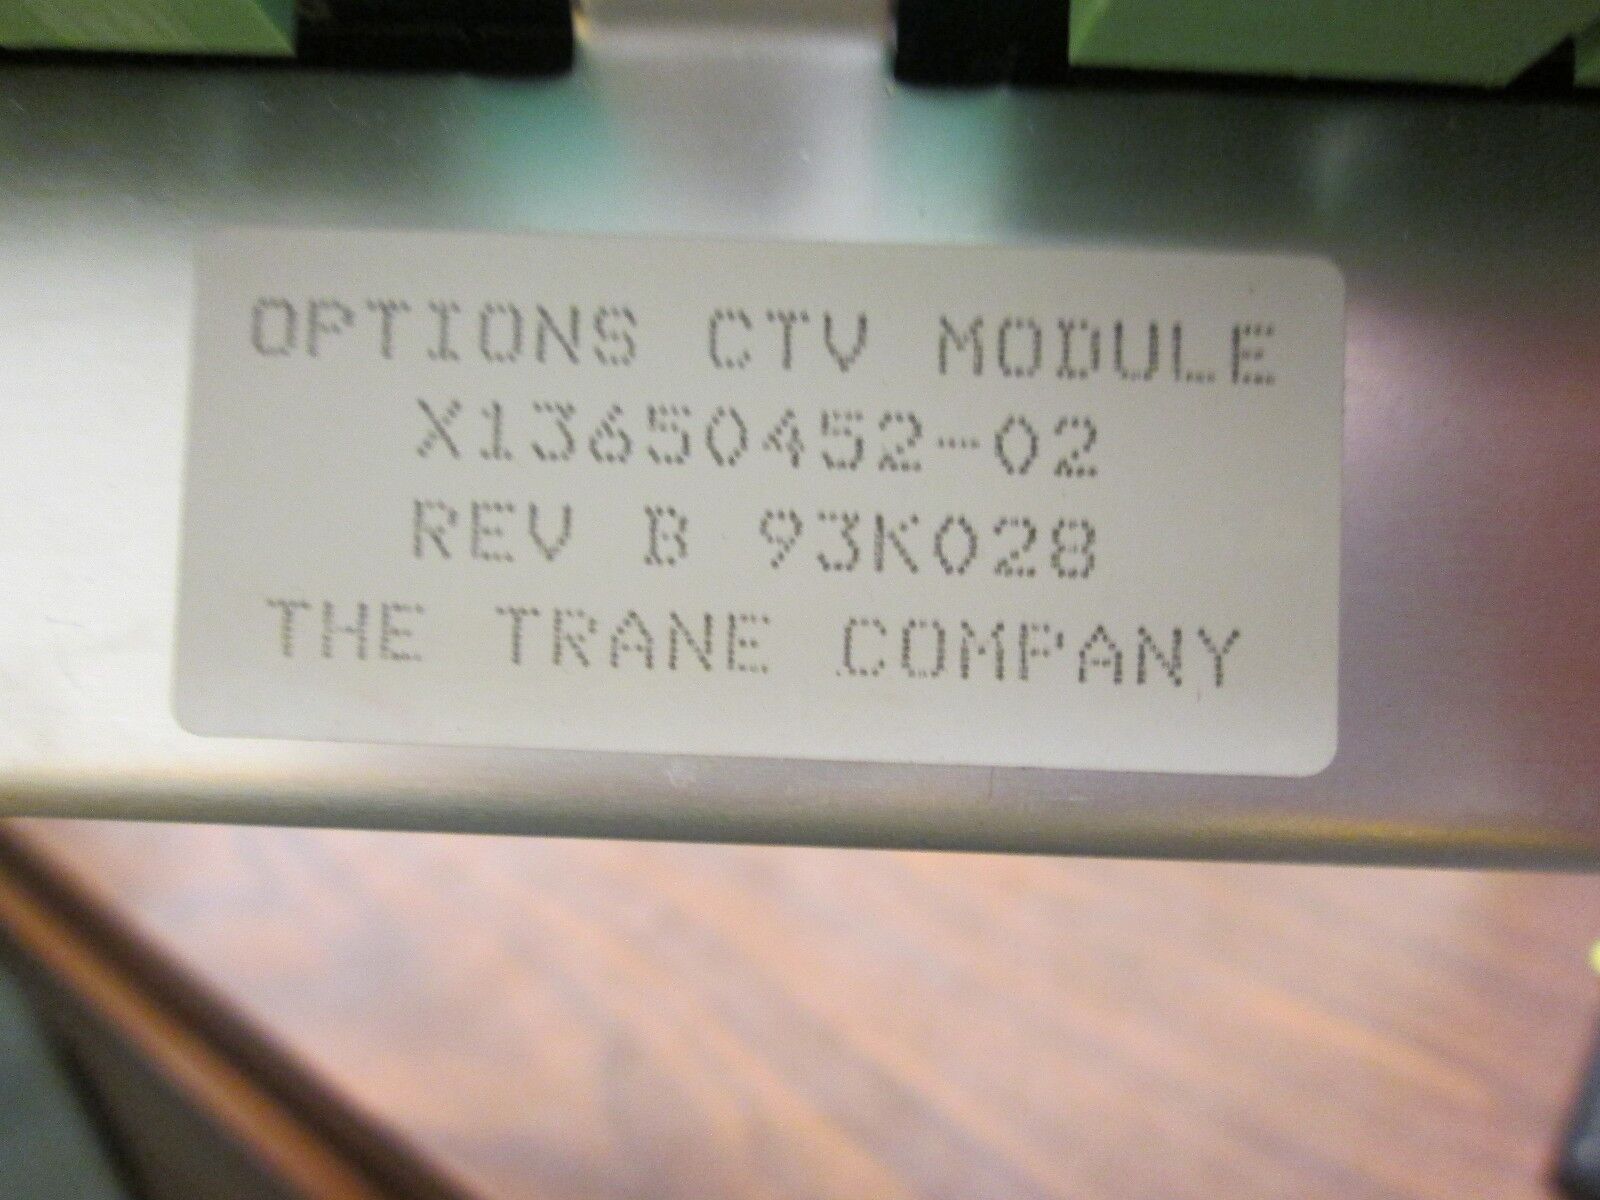 OPTIONS CTV MODULE
X13650452-02
REV B 93K028
THE TRANE COMPANY